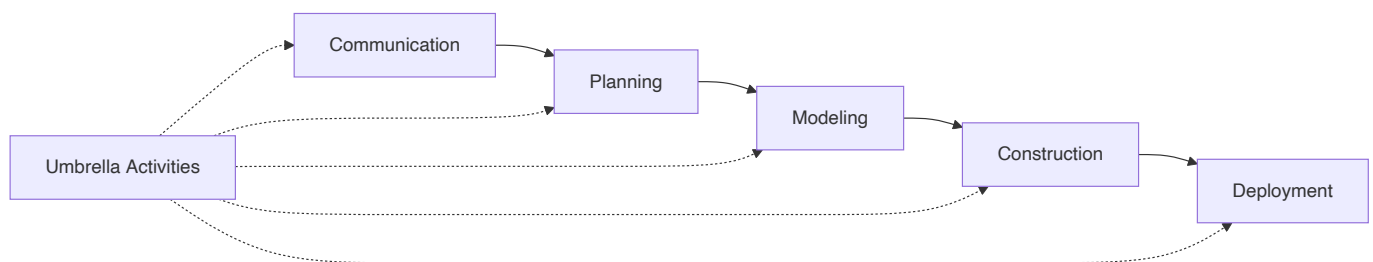 Communication
Planning
Modeling
Construction
Umbrella Activities
Deployment